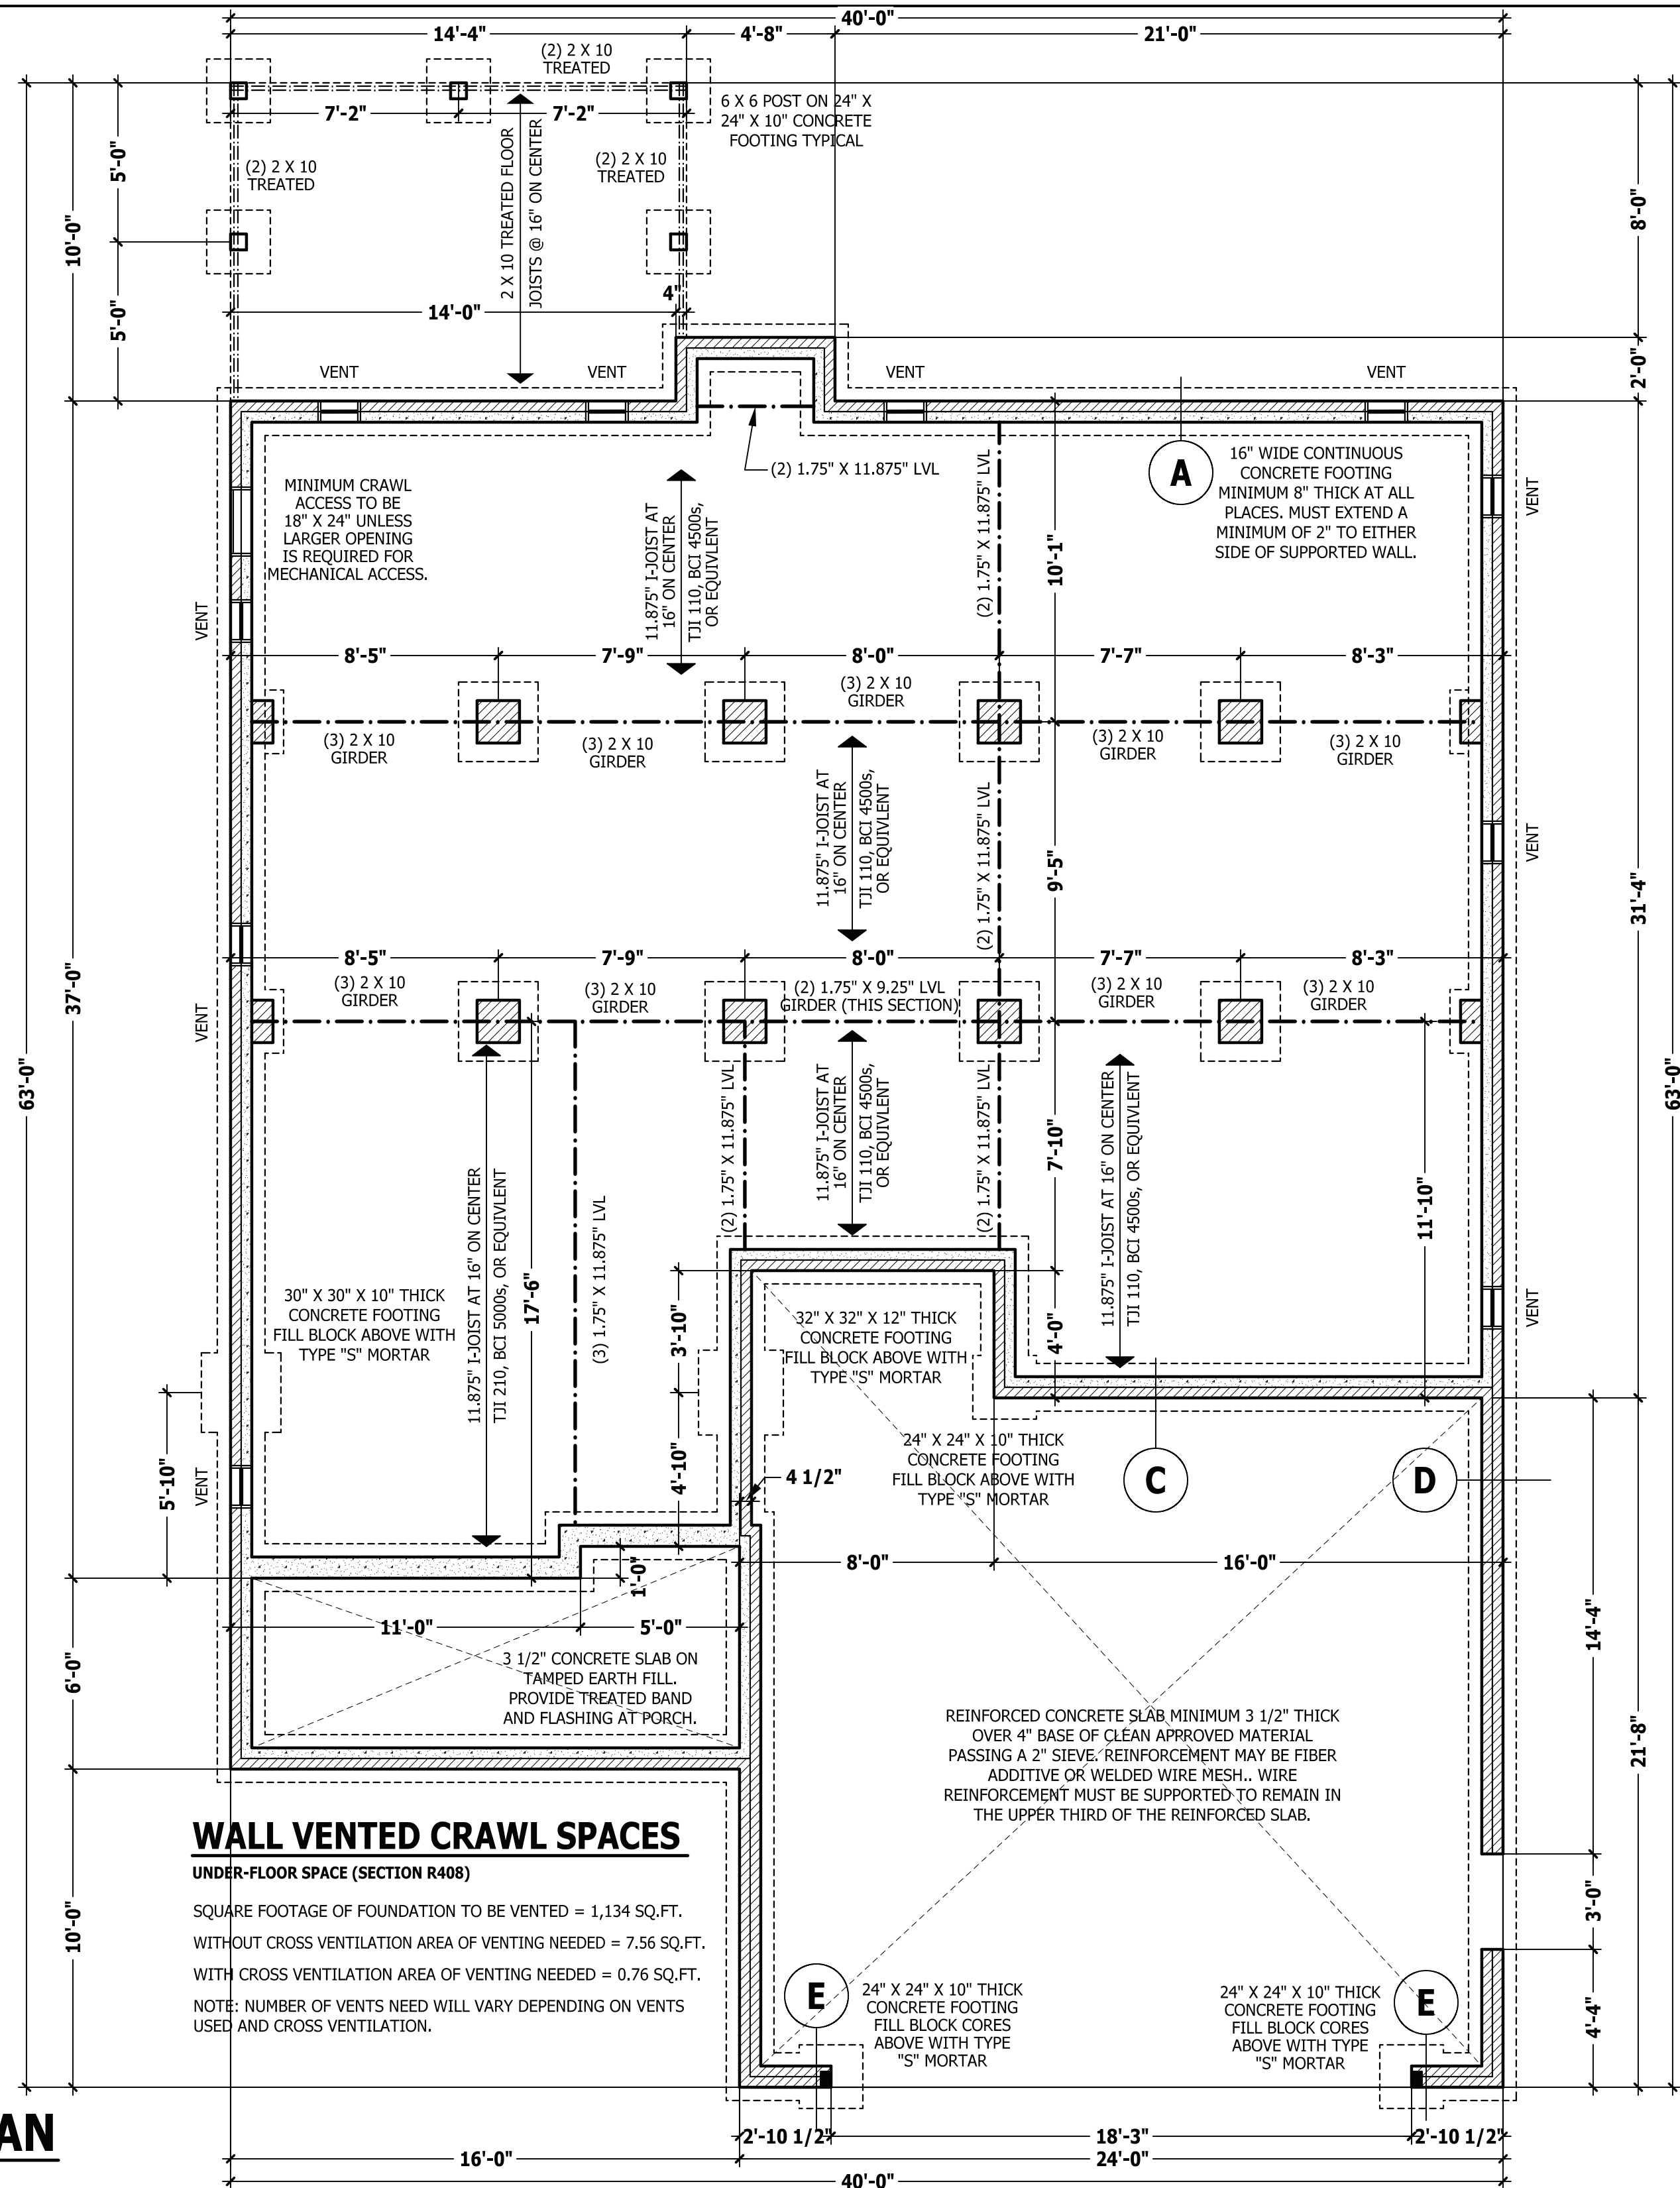 40'-0"
14'-4" 4'-8" 21'-0"
(2) 2 X 10
TREATED
7'-2" 7'-2"
6 X 6 POST ON 24" X
24" X 10" CONCRETE
FOOTING TYPICAL
(2) 2 X 10
TREATED
(2) 2 X 10
TREATED
2 X 10 TREATED FLOOR
JOISTS @ 16" ON CENTER
5'-0"
10'-0"
5'-0"
8'-0"
2'-0"
4"
14'-0"
VENT VENT VENT VENT
(2) 1.75" X 11.875" LVL
A
16" WIDE CONTINUOUS
CONCRETE FOOTING
MINIMUM 8" THICK AT ALL
PLACES. MUST EXTEND A
MINIMUM OF 2" TO EITHER
SIDE OF SUPPORTED WALL.
MINIMUM CRAWL
ACCESS TO BE
18" X 24" UNLESS
LARGER OPENING
IS REQUIRED FOR
MECHANICAL ACCESS.
11.875" I-JOIST AT
16" ON CENTER
TJI 110, BCI 4500s,
OR EQUIVLENT
(2) 1.75" X 11.875" LVL
10'-1"
VENT
VENT
8'-5" 7'-9" 8'-0" 7'-7" 8'-3"
(3) 2 X 10
GIRDER
(3) 2 X 10
GIRDER
(3) 2 X 10
GIRDER
(3) 2 X 10
GIRDER
(3) 2 X 10
GIRDER
11.875" I-JOIST AT
16" ON CENTER
TJI 110, BCI 4500s,
OR EQUIVLENT
(2) 1.75" X 11.875" LVL
9'-5"
VENT
31'-4"
37'-0"
63'-0"
63'-0"
8'-5" 7'-9" 8'-0" 7'-7" 8'-3"
(3) 2 X 10
GIRDER
(3) 2 X 10
GIRDER
(2) 1.75" X 9.25" LVL
GIRDER (THIS SECTION)
(3) 2 X 10
GIRDER
(3) 2 X 10
GIRDER
VENT
11.875" I-JOIST AT 16" ON CENTER
TJI 210, BCI 5000s, OR EQUIVLENT
17'-6"
(3) 1.75" X 11.875" LVL
(2) 1.75" X 11.875" LVL
11.875" I-JOIST AT
16" ON CENTER
TJI 110, BCI 4500s,
OR EQUIVLENT
(2) 1.75" X 11.875" LVL
7'-10"
11.875" I-JOIST AT 16" ON CENTER
TJI 110, BCI 4500s, OR EQUIVLENT
11'-10"
VENT
30" X 30" X 10" THICK
CONCRETE FOOTING
FILL BLOCK ABOVE WITH
TYPE "S" MORTAR
3'-10"
32" X 32" X 12" THICK
CONCRETE FOOTING
FILL BLOCK ABOVE WITH
TYPE "S" MORTAR
4'-0"
24" X 24" X 10" THICK
CONCRETE FOOTING
FILL BLOCK ABOVE WITH
TYPE "S" MORTAR
C
D
5'-10"
VENT
4'-10"
4 1/2"
8'-0" 16'-0"
1'-0"
11'-0" 5'-0"
6'-0"
3 1/2" CONCRETE SLAB ON
TAMPED EARTH FILL.
PROVIDE TREATED BAND
AND FLASHING AT PORCH.
14'-4"
21'-8"
REINFORCED CONCRETE SLAB MINIMUM 3 1/2" THICK
OVER 4" BASE OF CLEAN APPROVED MATERIAL
PASSING A 2" SIEVE. REINFORCEMENT MAY BE FIBER
ADDITIVE OR WELDED WIRE MESH.. WIRE
REINFORCEMENT MUST BE SUPPORTED TO REMAIN IN
THE UPPER THIRD OF THE REINFORCED SLAB.
WALL VENTED CRAWL SPACES
UNDER-FLOOR SPACE (SECTION R408)
SQUARE FOOTAGE OF FOUNDATION TO BE VENTED = 1,134 SQ.FT.
WITHOUT CROSS VENTILATION AREA OF VENTING NEEDED = 7.56 SQ.FT.
WITH CROSS VENTILATION AREA OF VENTING NEEDED = 0.76 SQ.FT.
NOTE: NUMBER OF VENTS NEED WILL VARY DEPENDING ON VENTS
USED AND CROSS VENTILATION.
10'-0"
3'-0"
4'-4"
E
24" X 24" X 10" THICK
CONCRETE FOOTING
FILL BLOCK CORES
ABOVE WITH TYPE
"S" MORTAR
24" X 24" X 10" THICK
CONCRETE FOOTING
FILL BLOCK CORES
ABOVE WITH TYPE
"S" MORTAR
E
AN
2'-10 1/2" 18'-3" 2'-10 1/2"
16'-0" 24'-0"
40'-0"